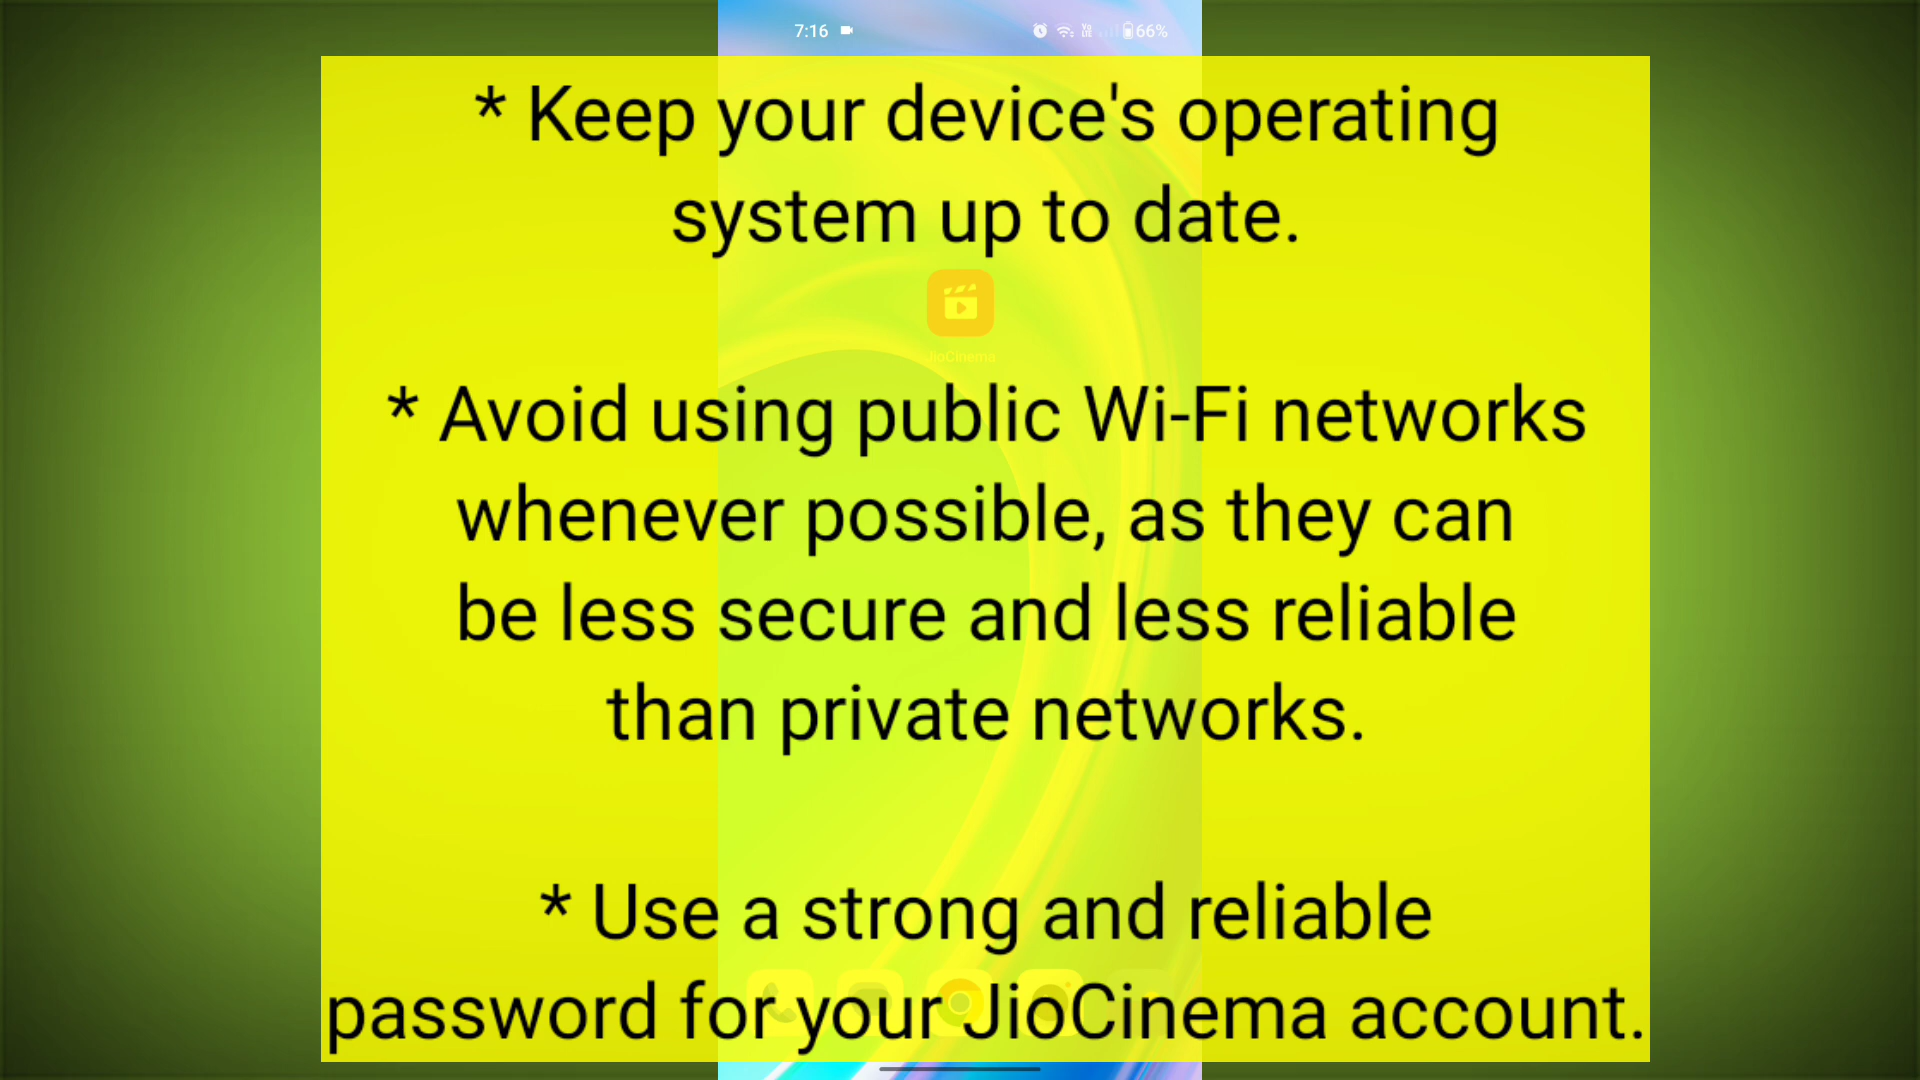 7:16 66%
* Keep your device's operating
system up to date.
JioCinema
* Avoid using public Wi-Fi networks
whenever possible, as they can
be less secure and less reliable
than private networks.
* Use a strong and reliable
password for your JioCinema account.